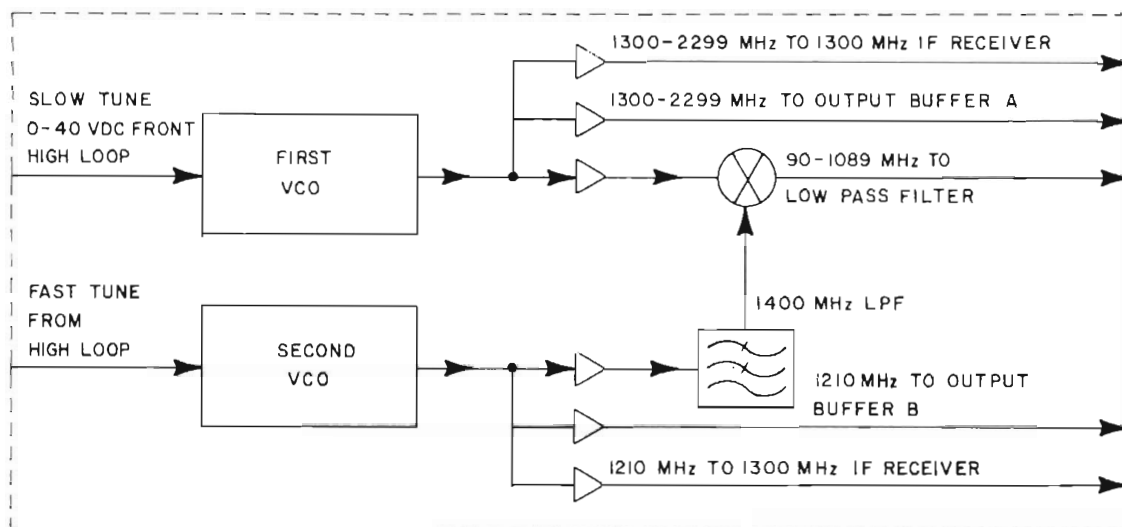 1300-2299 MHz TO 1300 MHz IF RECEIVER
SLOW TUNE
0-40 VDC FRONT
HIGH LOOP
1300-2299 MHz TO OUTPUT BUFFER A
FIRST
VCO
90-1089 MHz TO
LOW PASS FILTER
FAST TUNE
FROM
HIGH LOOP
1400 MHz LPF
SECOND
VCO
1210 MHz TO OUTPUT
BUFFER B
1210 MHz TO 1300 MHz IF RECEIVER